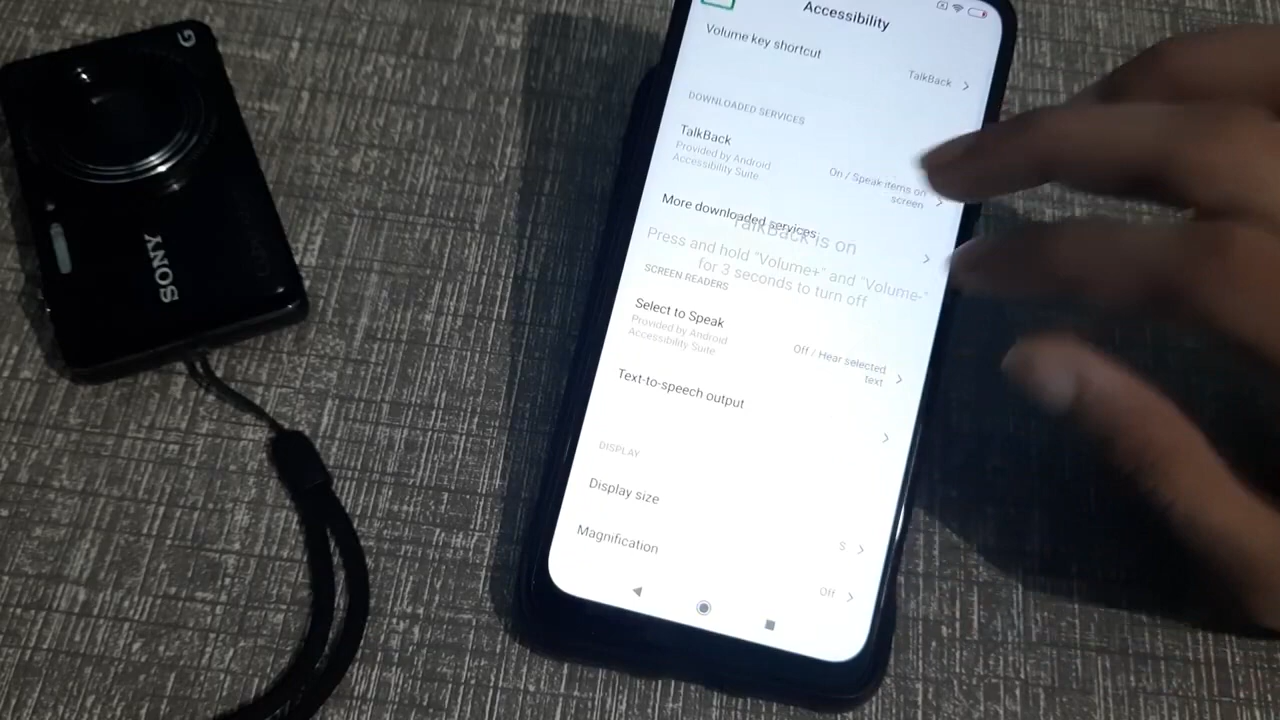 SONY
G
Accessibility
Volume key shortcut
TalkBack
DOWNLOADED SERVICES
TalkBack
Provided by Android
Accessibility Suite
On / Speak items on
screen
More downloaded services
TalkBack is on
Press and hold "Volume+" and "Volume-"
for 3 seconds to turn off
SCREEN READERS
Select to Speak
Provided by Android
Accessibility Suite
Off / Hear selected
text
Text-to-speech output
DISPLAY
Display size
S
Magnification
Off